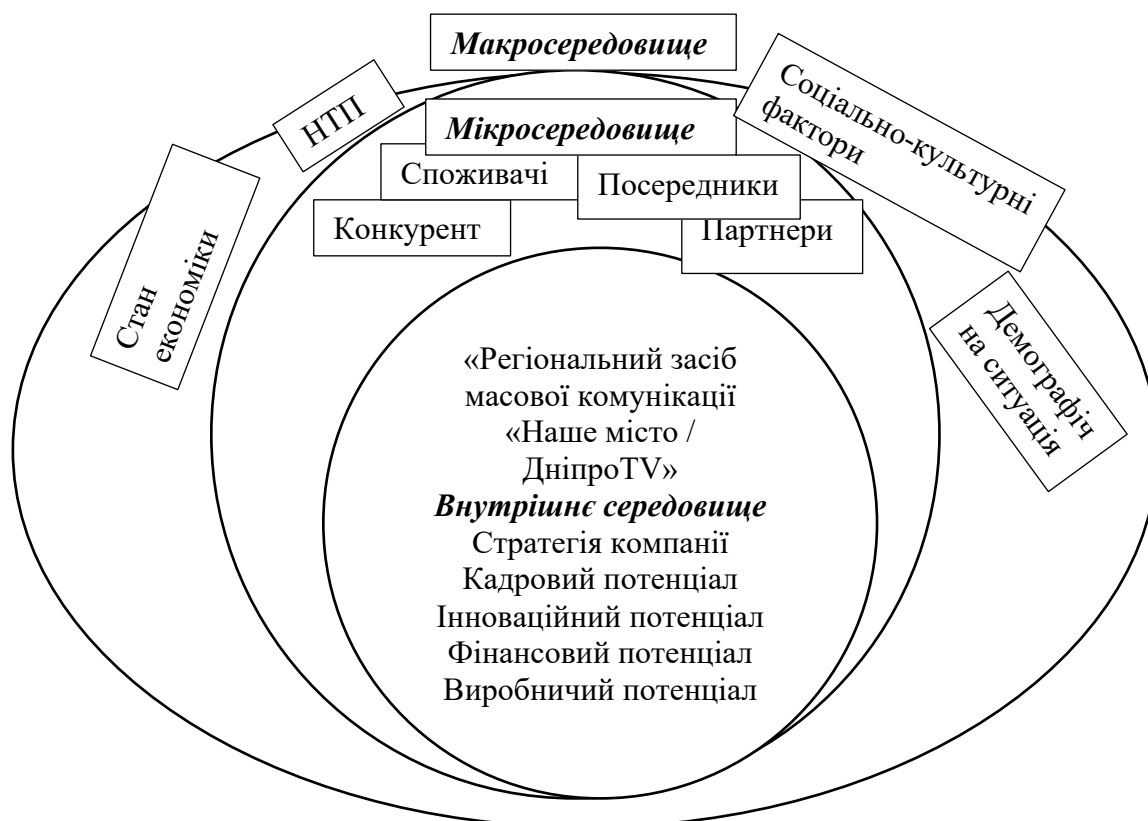 Макросередовище
НТП
Соціально-культурні
фактори
Мікросередовище
Споживачі
Посередники
Конкурент
Партнери
Стан
економіки
Демографіч
на ситуація
«Регіональний засіб
масової комунікації
«Наше місто /
ДніпроTV»
Внутрішнє середовище
Стратегія компанії
Кадровий потенціал
Інноваційний потенціал
Фінансовий потенціал
Виробничий потенціал